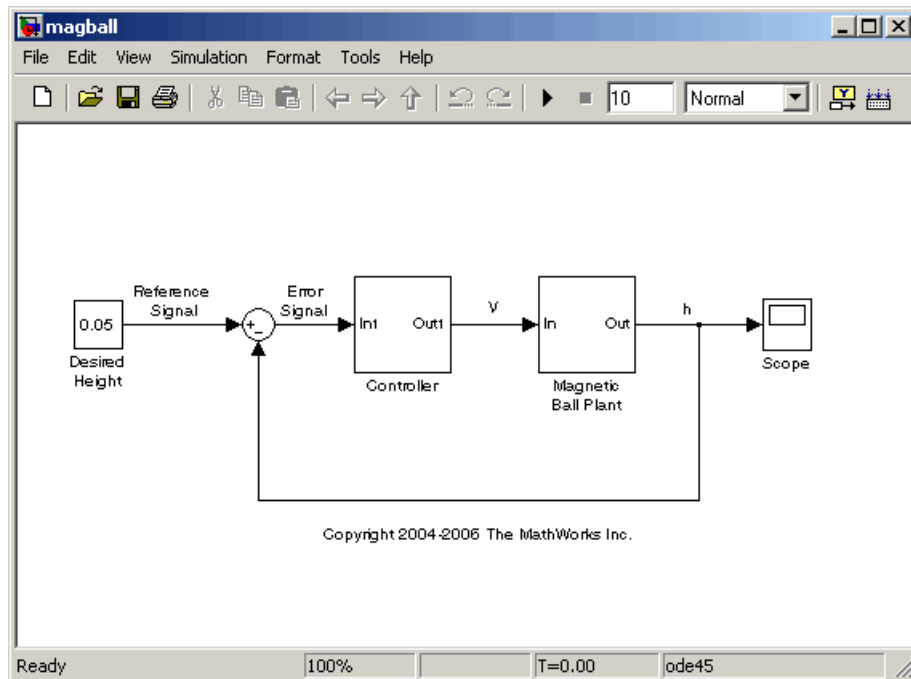 magball
File Edit View Simulation Format Tools Help
10 Normal
Reference
Signal
Error
Signal
V
h
0.05
In1 Out1
In Out
Desired
Height
Controller
Magnetic
Ball Plant
Scope
Copyright 2004-2006 The MathWorks Inc.
Ready 100% T=0.00 ode45